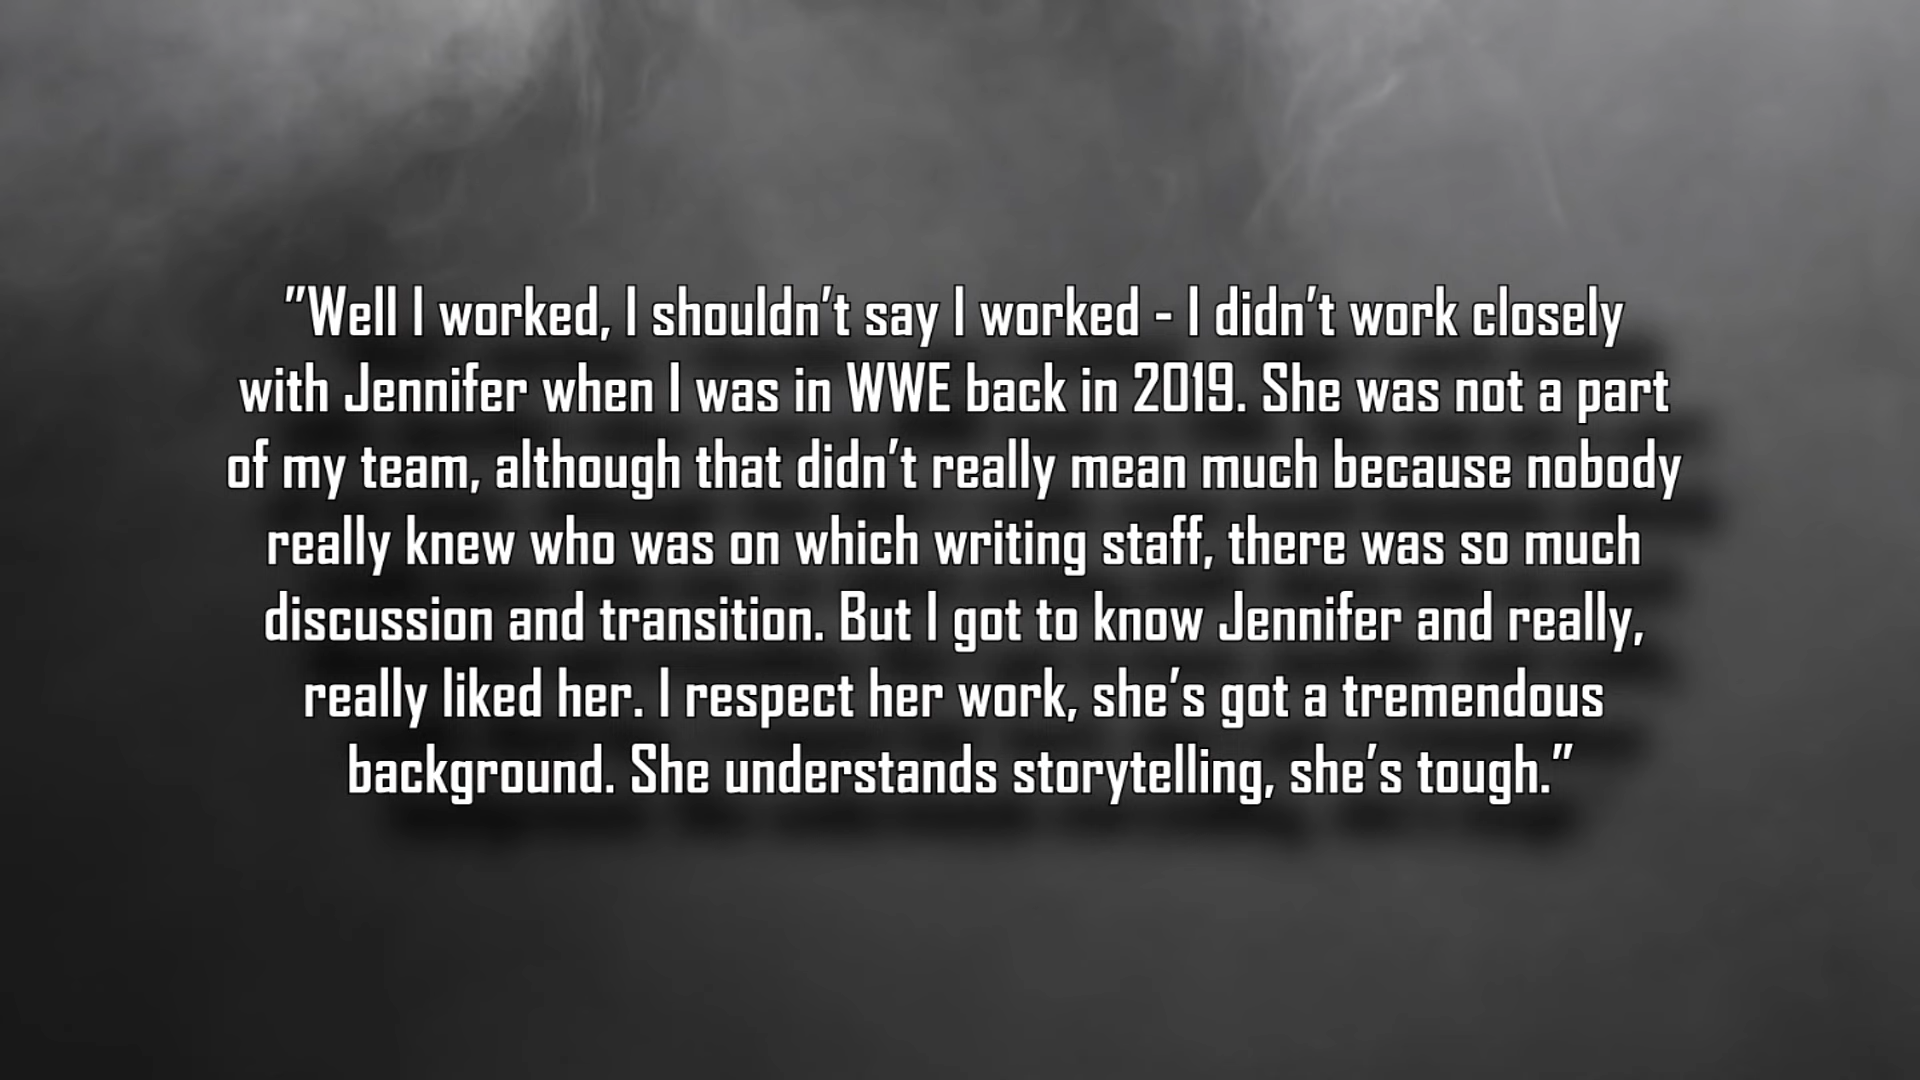 "Well I worked, I shouldn't say I worked - I didn't work closely
with Jennifer when I was in WWE back in 2019. She was not a part
of my team, although that didn't really mean much because nobody
really knew who was on which writing staff, there was so much
discussion and transition. But I got to know Jennifer and really,
really liked her. I respect her work, she's got a tremendous
background. She understands storytelling, she's tough."